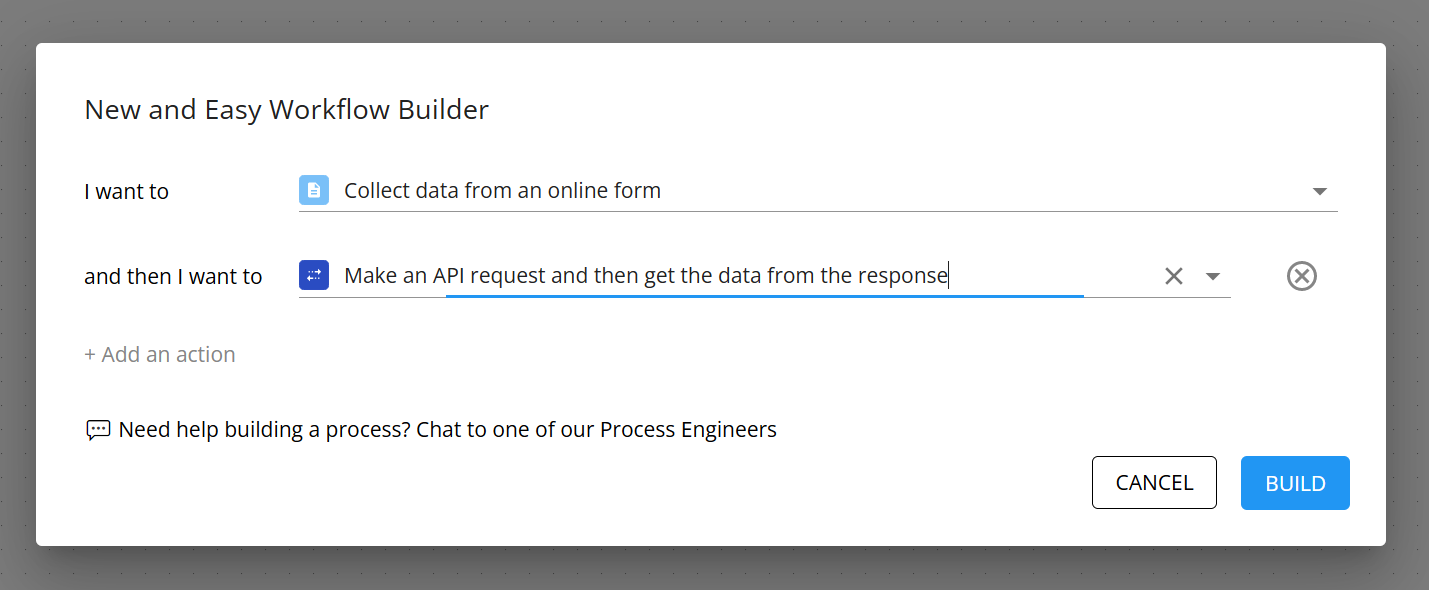 New and Easy Workflow Builder
I want to Collect data from an online form
and then I want to Make an API request and then get the data from the response
+ Add an action
Need help building a process? Chat to one of our Process Engineers
CANCEL BUILD